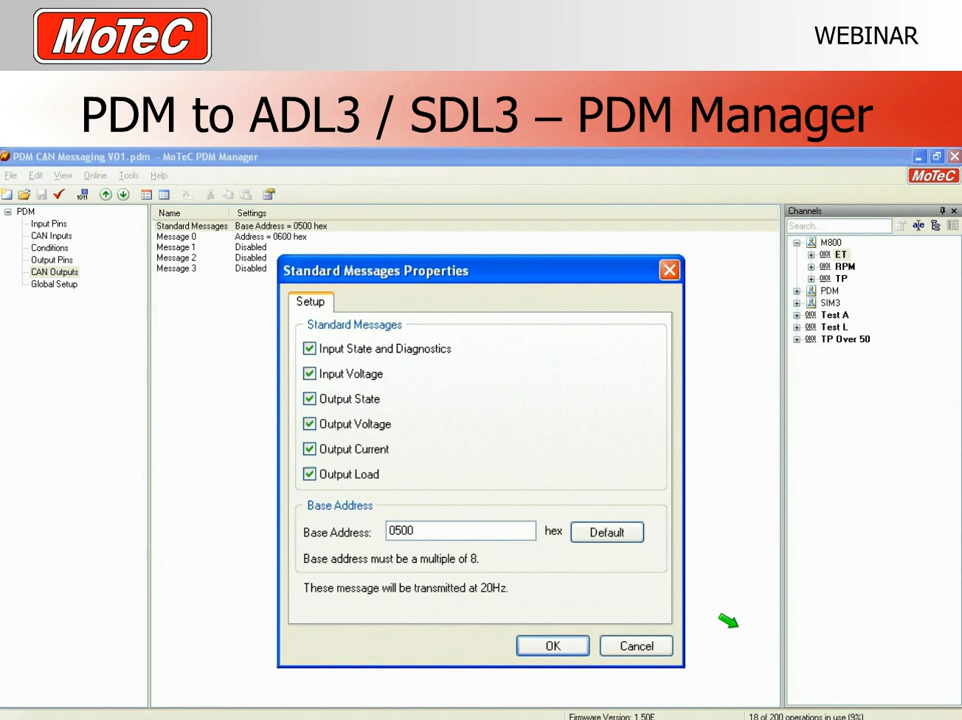 MoTeC
WEBINAR
PDM to ADL3 / SDL3 – PDM Manager
PDM CAN Messaging V01.pdm - MoTeC PDM Manager
File Edit View Online Tools Help
MoTeC
PDM
Input Pins
CAN Inputs
Conditions
Output Pins
CAN Outputs
Global Setup
Name Settings
Standard Messages Base Address = 0500 hex
Message 0 Address = 0600 hex
Message 1 Disabled
Message 2 Disabled
Message 3 Disabled
Standard Messages Properties
Setup
Standard Messages
Input State and Diagnostics
Input Voltage
Output State
Output Voltage
Output Current
Output Load
Base Address
Base Address: 0500 hex Default
Base address must be a multiple of 8.
These message will be transmitted at 20Hz.
OK Cancel
Channels
Search...
M800
ET
RPM
TP
PDM
SIM3
Test A
Test L
TP Over 50
Firmware Version: 1.50E 18 of 200 operations in use (9%)